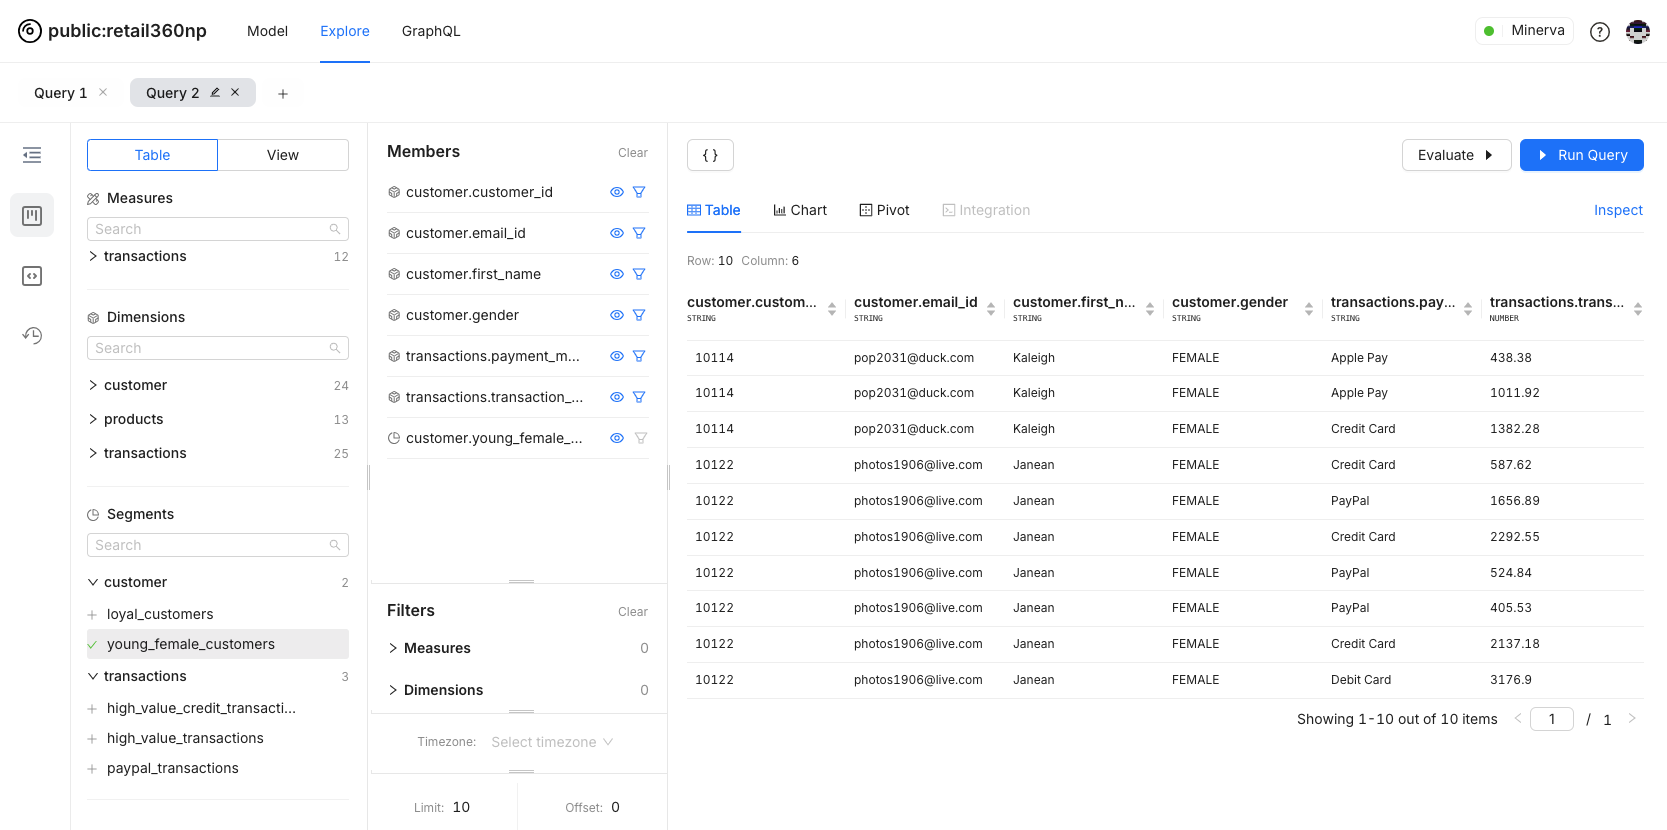 public:retail360np
Model
Explore
GraphQL
Minerva
Query 1
Query 2
Table
View
Measures
Search
transactions 12
Dimensions
Search
customer 24
products 13
transactions 25
Segments
Search
customer 2
loyal_customers
young_female_customers
transactions 3
high_value_credit_transacti...
high_value_transactions
paypal_transactions
Members Clear
customer.customer_id
customer.email_id
customer.first_name
customer.gender
transactions.payment_m...
transactions.transaction_...
customer.young_female_...
Filters Clear
Measures 0
Dimensions 0
Timezone: Select timezone
Limit: 10 Offset: 0
{ }
Evaluate
Run Query
Table
Chart
Pivot
Integration
Inspect
Row: 10 Column: 6
customer.custom... customer.email_id customer.first_n... customer.gender transactions.pay... transactions.trans...
STRING STRING STRING STRING STRING NUMBER
10114 pop2031@duck.com Kaleigh FEMALE Apple Pay 438.38
10114 pop2031@duck.com Kaleigh FEMALE Apple Pay 1011.92
10114 pop2031@duck.com Kaleigh FEMALE Credit Card 1382.28
10122 photos1906@live.com Janean FEMALE Credit Card 587.62
10122 photos1906@live.com Janean FEMALE PayPal 1656.89
10122 photos1906@live.com Janean FEMALE Credit Card 2292.55
10122 photos1906@live.com Janean FEMALE PayPal 524.84
10122 photos1906@live.com Janean FEMALE PayPal 405.53
10122 photos1906@live.com Janean FEMALE Credit Card 2137.18
10122 photos1906@live.com Janean FEMALE Debit Card 3176.9
Showing 1-10 out of 10 items 1 / 1